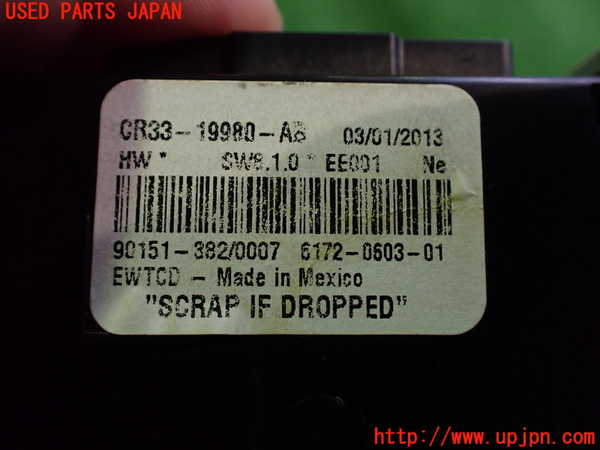 USED PARTS JAPAN
CR33-19980-AB 03/01/2013
HW * SW8.1.0 * EE001 Ne
90151-382/0007 6172-0603-01
EWTCD - Made in Mexico
"SCRAP IF DROPPED"
http://www.upjpn.com/